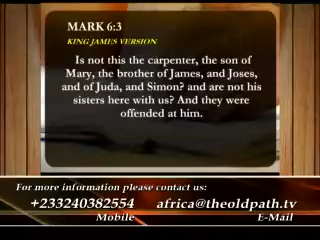 MARK 6:3
KING JAMES VERSION
Is not this the carpenter, the son of
Mary, the brother of James, and Joses,
and of Juda, and Simon? and are not his
sisters here with us? And they were
offended at him.
For more information please contact us:
+233240382554 africa@theoldpath.tv
Mobile E-Mail